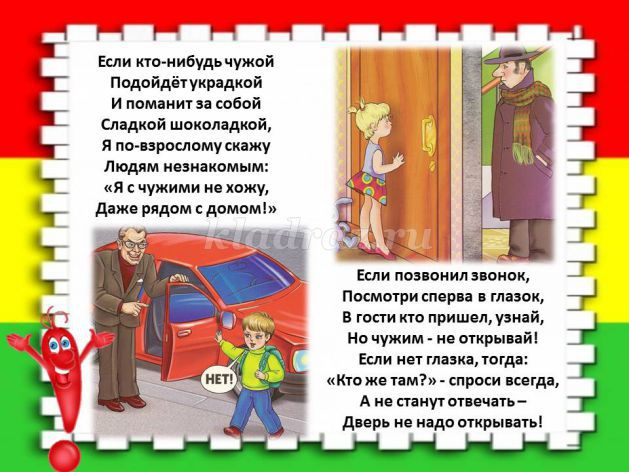 Если кто-нибудь чужой
Подойдёт украдкой
И поманит за собой
Сладкой шоколадкой,
Я по-взрослому скажу
Людям незнакомым:
«Я с чужими не хожу,
Даже рядом с домом!»
НЕТ!
Если позвонил звонок,
Посмотри сперва в глазок,
В гости кто пришел, узнай,
Но чужим - не открывай!
Если нет глазка, тогда:
«Кто же там?» - спроси всегда,
А не станут отвечать –
Дверь не надо открывать!